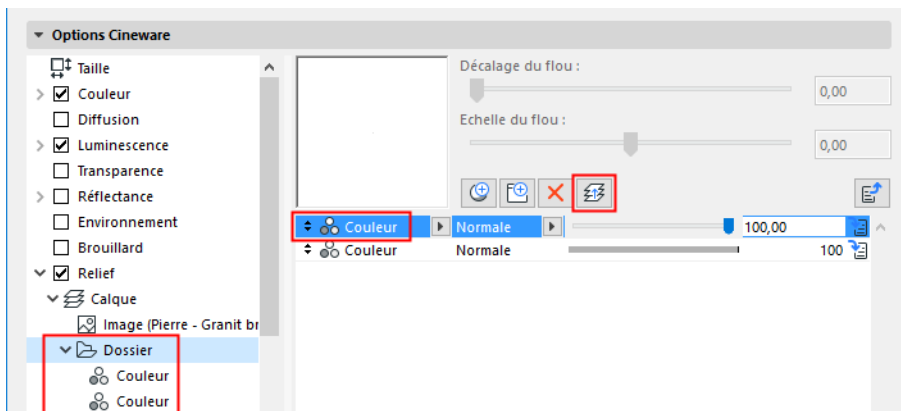 Options Cineware
Taille
Couleur
Diffusion
Luminescence
Transparence
Réflectance
Environnement
Brouillard
Relief
Calque
Image (Pierre - Granit br
Dossier
Couleur
Couleur
Décalage du flou :
0,00
Echelle du flou :
0,00
Couleur Normale 100,00
Couleur Normale 100